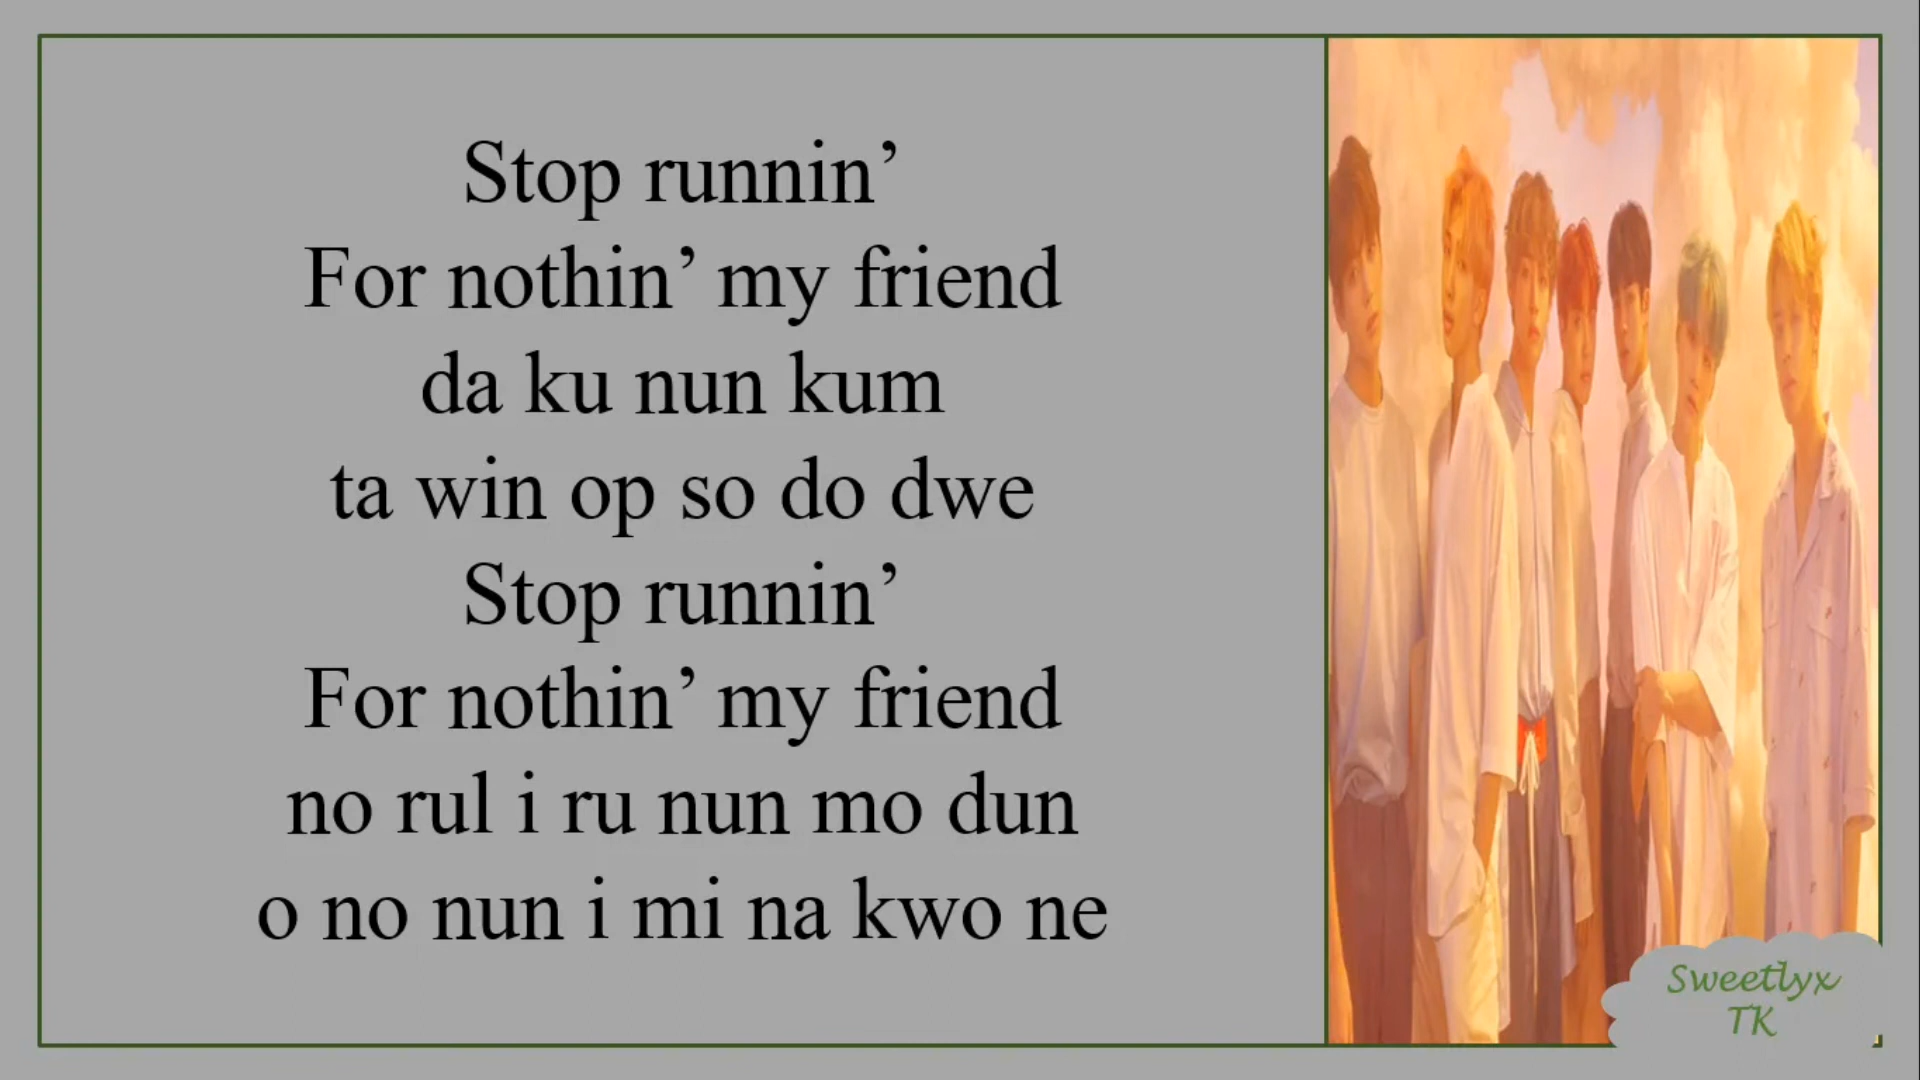 Stop runnin’
For nothin’ my friend
da ku nun kum
ta win op so do dwe
Stop runnin’
For nothin’ my friend
no rul i ru nun mo dun
o no nun i mi na kwo ne
Sweetlyx
TK